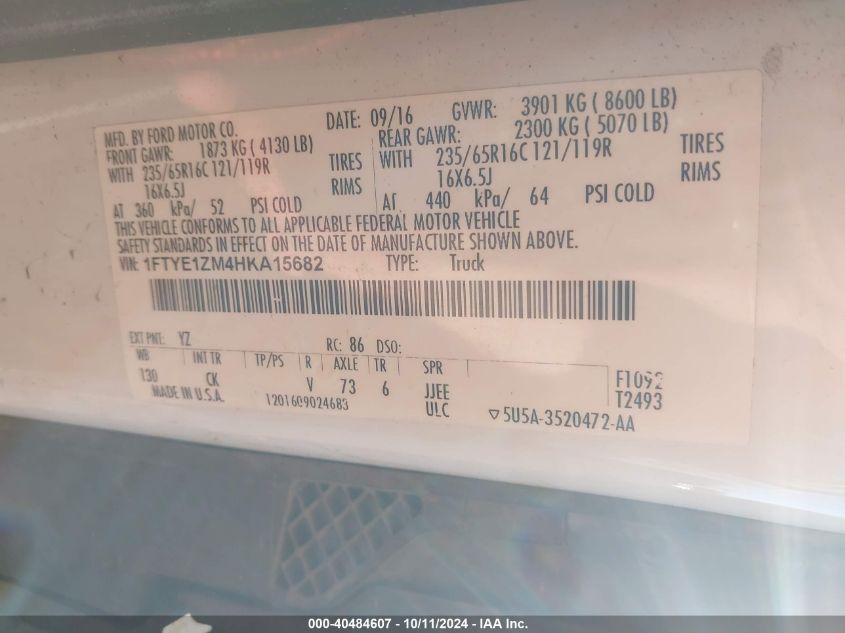 MFD. BY FORD MOTOR CO. DATE: 09/16 GVWR: 3901 KG ( 8600 LB)
FRONT GAWR: 1873 KG ( 4130 LB) REAR GAWR: 2300 KG ( 5070 LB)
WITH 235/65R16C 121/119R TIRES WITH 235/65R16C 121/119R TIRES
16X6.5J RIMS 16X6.5J RIMS
AT 360 kPa/ 52 PSI COLD AT 440 kPa/ 64 PSI COLD
THIS VEHICLE CONFORMS TO ALL APPLICABLE FEDERAL MOTOR VEHICLE
SAFETY STANDARDS IN EFFECT ON THE DATE OF MANUFACTURE SHOWN ABOVE.
VIN: 1FTYE1ZM4HKA15682 TYPE: Truck
EXT PNT: YZ RC: 86 DSO:
WB INT TR TP/PS R AXLE TR SPR
130 CK V 73 6 JJEE F1092
MADE IN U.S.A. 1201609024683 ULC T2493
▽5U5A-3520472-AA
000-40484607 - 10/11/2024 - IAA Inc.